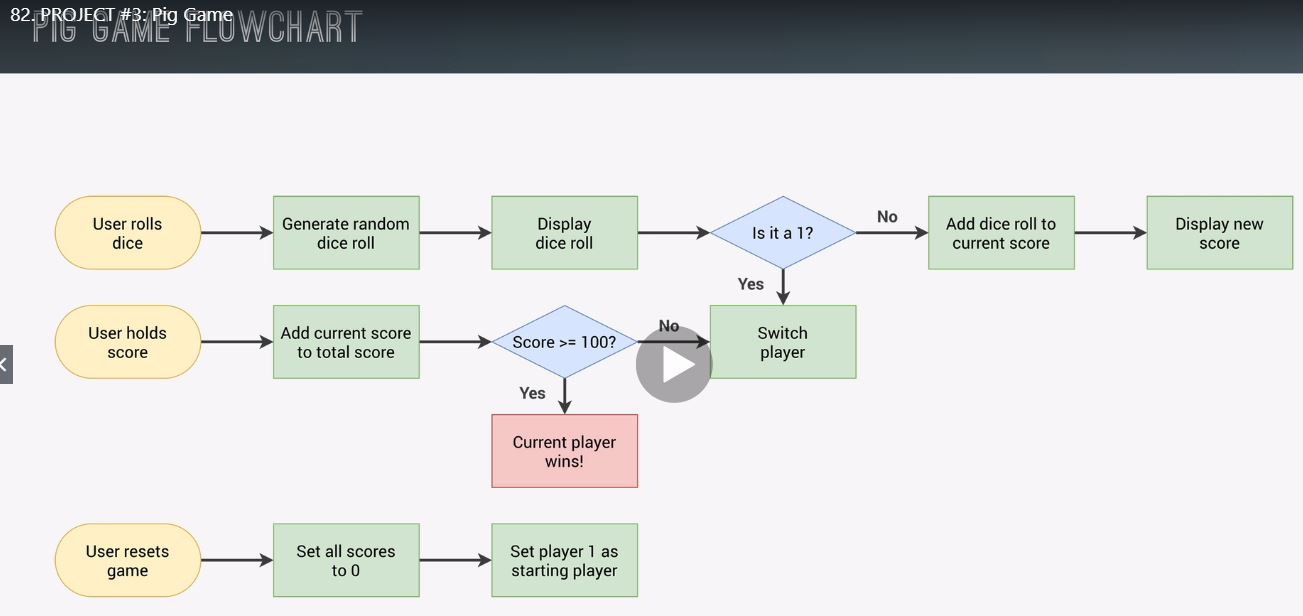 82. PROJECT #3: Pig Game
PIG GAME FLOWCHART
User rolls
dice
Generate random
dice roll
Display
dice roll
Is it a 1?
No
Add dice roll to
current score
Display new
score
Yes
User holds
score
Add current score
to total score
Score >= 100?
No
Switch
player
Yes
Current player
wins!
User resets
game
Set all scores
to 0
Set player 1 as
starting player